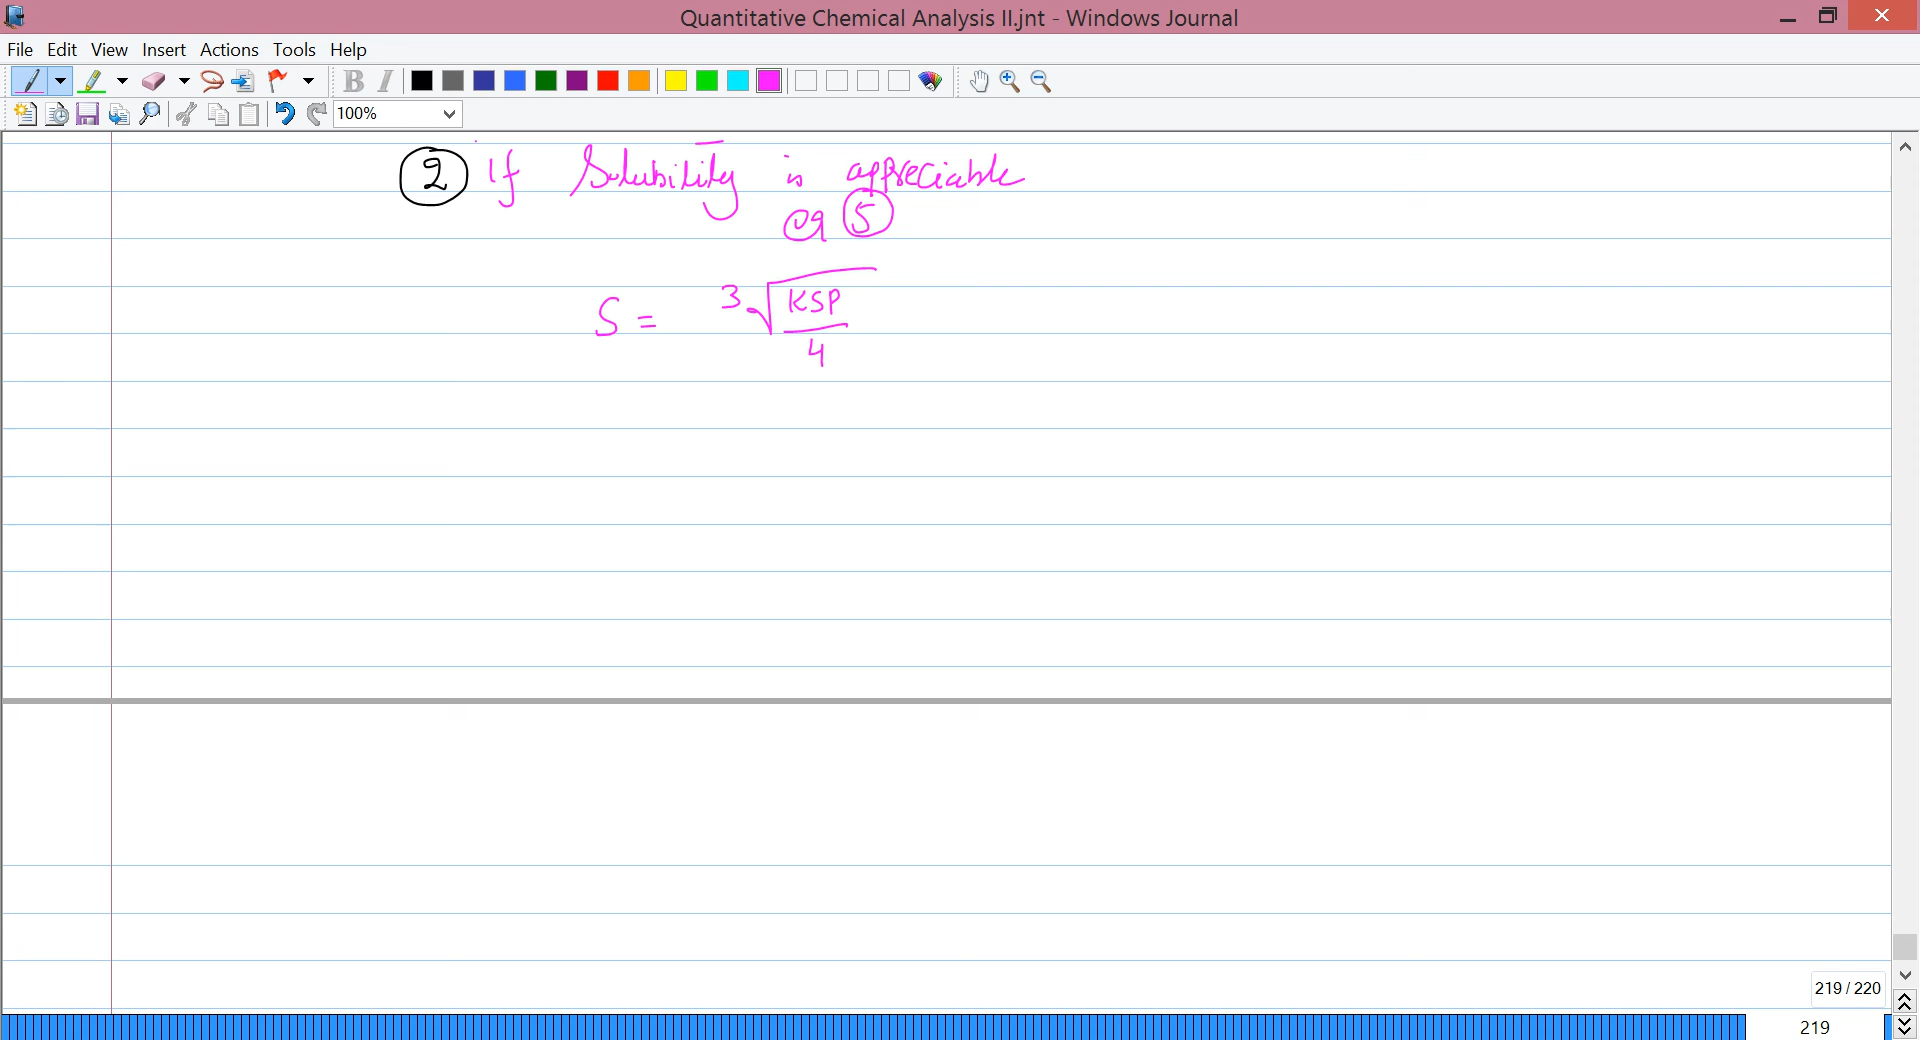 Quantitative Chemical Analysis II.jnt - Windows Journal
File Edit View Insert Actions Tools Help
B I
100%
2 If Solubility is appreciable
eq 5
S = 3√KSP
4
219 / 220
219